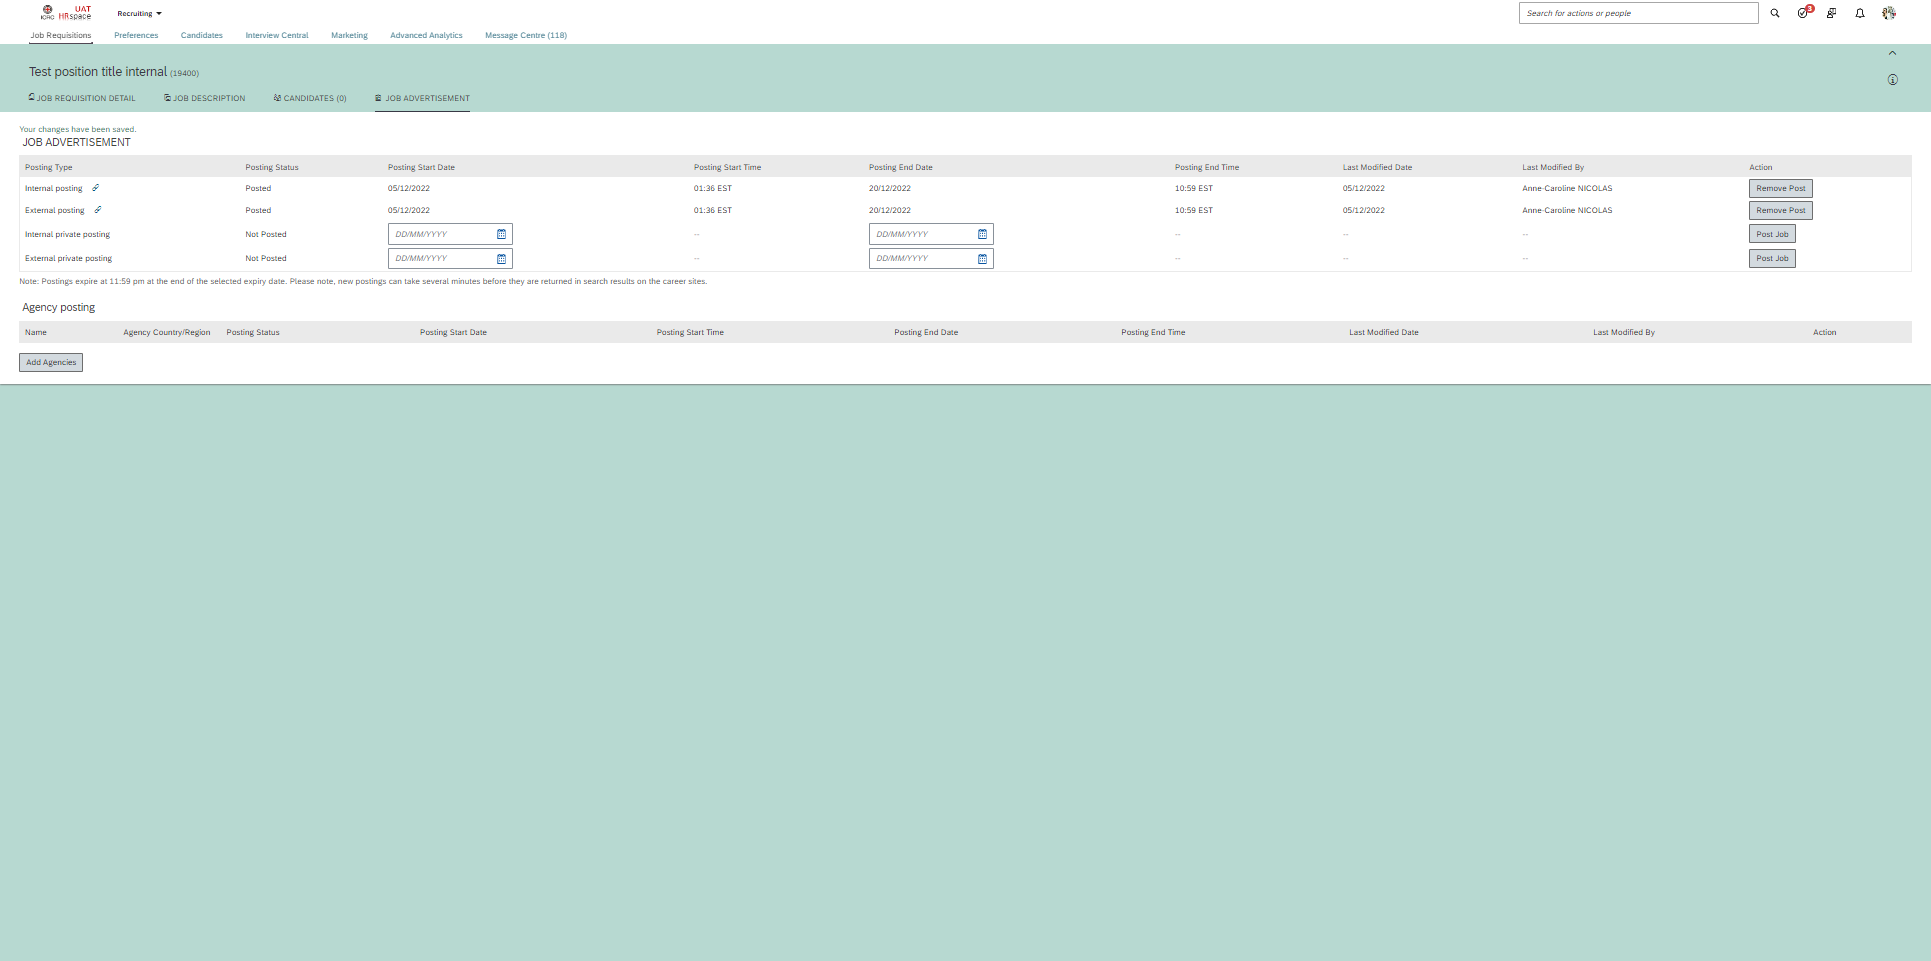 ICRC UAT HRspace Recruiting Search for actions or people 3
Job Requisitions Preferences Candidates Interview Central Marketing Advanced Analytics Message Centre (118)
Test position title internal (19400)
JOB REQUISITION DETAIL JOB DESCRIPTION CANDIDATES (0) JOB ADVERTISEMENT
Your changes have been saved.
JOB ADVERTISEMENT
Posting Type Posting Status Posting Start Date Posting Start Time Posting End Date Posting End Time Last Modified Date Last Modified By Action
Internal posting Posted 05/12/2022 01:36 EST 20/12/2022 10:59 EST 05/12/2022 Anne-Caroline NICOLAS Remove Post
External posting Posted 05/12/2022 01:36 EST 20/12/2022 10:59 EST 05/12/2022 Anne-Caroline NICOLAS Remove Post
Internal private posting Not Posted DD/MM/YYYY -- DD/MM/YYYY -- -- -- Post Job
External private posting Not Posted DD/MM/YYYY -- DD/MM/YYYY -- -- -- Post Job
Note: Postings expire at 11:59 pm at the end of the selected expiry date. Please note, new postings can take several minutes before they are returned in search results on the career sites.
Agency posting
Name Agency Country/Region Posting Status Posting Start Date Posting Start Time Posting End Date Posting End Time Last Modified Date Last Modified By Action
Add Agencies